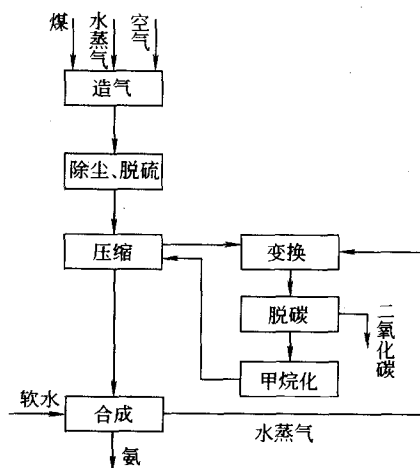 煤
水蒸气
空气
造气
除尘、脱硫
压缩
变换
脱碳
二氧化碳
甲烷化
软水
合成
水蒸气
氨